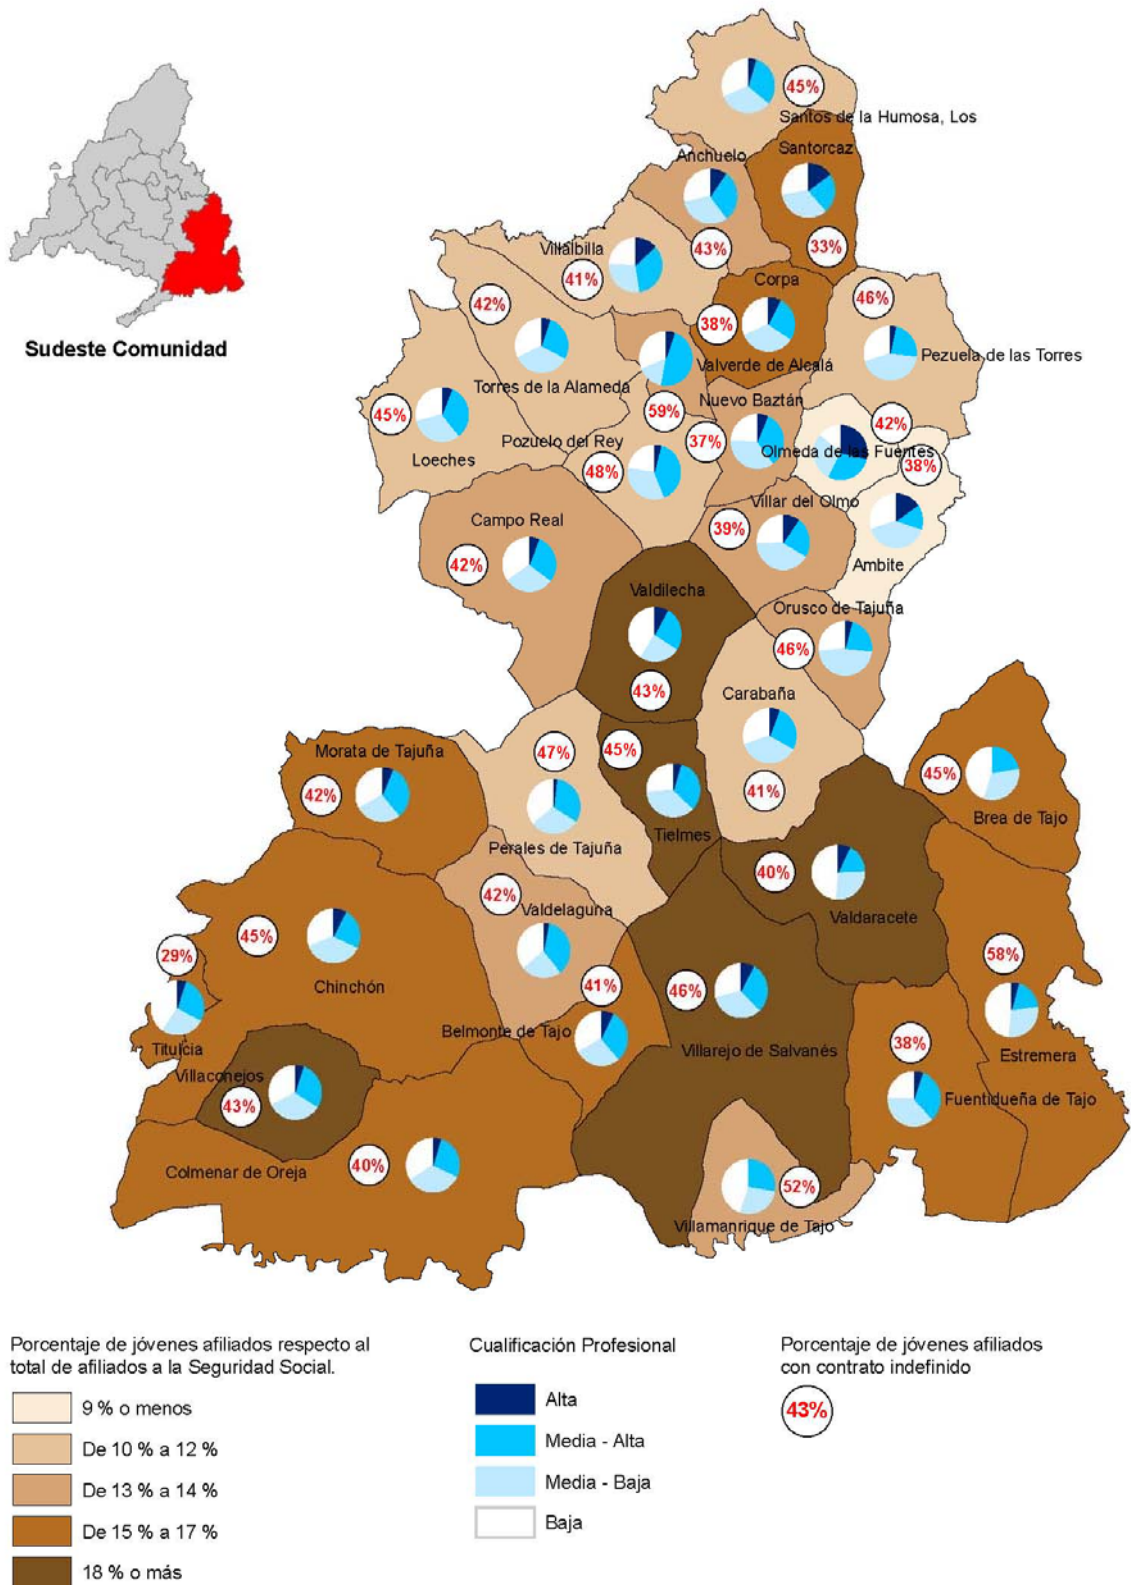 45%
Santos de la Humosa, Los
Anchuelo
Santorcaz
Villalbilla
43%
33%
41%
Corpa
42%
46%
38%
Pezuela de las Torres
Valverde de Alcalá
Torres de la Alameda
Nuevo Baztán
45%
59%
42%
Pozuelo del Rey
37%
Olmeda de las Fuentes
Loeches
48%
38%
Villar del Olmo
Campo Real
39%
42%
Ambite
Valdilecha
Orusco de Tajuña
46%
43%
Carabaña
Morata de Tajuña
47%
45%
42%
41%
45%
Brea de Tajo
Tielmes
Perales de Tajuña
40%
42%
Valdelaguna
Valdaracete
45%
29%
58%
Chinchón
41%
46%
Belmonte de Tajo
Titulcia
Villarejo de Salvanés
38%
Estremera
Villaconejos
43%
Fuentidueña de Tajo
Colmenar de Oreja
40%
52%
Villamanrique de Tajo
Sudeste Comunidad
Porcentaje de jóvenes afiliados respecto al
total de afiliados a la Seguridad Social.
9 % o menos
De 10 % a 12 %
De 13 % a 14 %
De 15 % a 17 %
18 % o más
Cualificación Profesional
Alta
Media - Alta
Media - Baja
Baja
Porcentaje de jóvenes afiliados
con contrato indefinido
43%